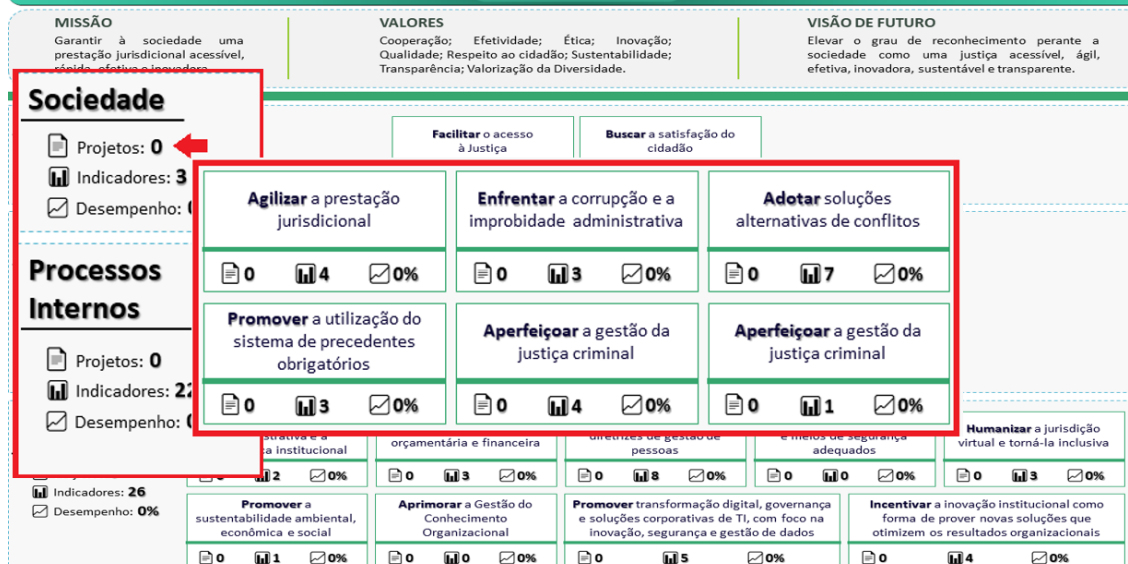 MISSÃO
Garantir à sociedade uma
prestação jurisdicional acessível,
rápida, efetiva e inovadora.
VALORES
Cooperação; Efetividade; Ética; Inovação;
Qualidade; Respeito ao cidadão; Sustentabilidade;
Transparência; Valorização da Diversidade.
VISÃO DE FUTURO
Elevar o grau de reconhecimento perante a
sociedade como uma justiça acessível, ágil,
efetiva, inovadora, sustentável e transparente.
Sociedade
Projetos: 0
Indicadores: 3
Desempenho:
Processos
Internos
Projetos: 0
Indicadores: 22
Desempenho:
Facilitar o acesso
à Justiça
Buscar a satisfação do
cidadão
Agilizar a prestação
jurisdicional
0 4 0%
Enfrentar a corrupção e a
improbidade administrativa
0 3 0%
Adotar soluções
alternativas de conflitos
0 7 0%
Promover a utilização do
sistema de precedentes
obrigatórios
0 3 0%
Aperfeiçoar a gestão da
justiça criminal
0 4 0%
Aperfeiçoar a gestão da
justiça criminal
0 1 0%
Indicadores: 26
Desempenho: 0%
institucional
2 0%
orçamentária e financeira
0 3 0%
diretrizes de gestão de
pessoas
0 8 0%
e meios de segurança
adequados
0 0 0%
Humanizar a jurisdição
virtual e torná-la inclusiva
0 3 0%
Promover a
sustentabilidade ambiental,
econômica e social
0 1 0%
Aprimorar a Gestão do
Conhecimento
Organizacional
0 0 0%
Promover transformação digital, governança
e soluções corporativas de TI, com foco na
inovação, segurança e gestão de dados
0 5 0%
Incentivar a inovação institucional como
forma de prover novas soluções que
otimizem os resultados organizacionais
0 4 0%